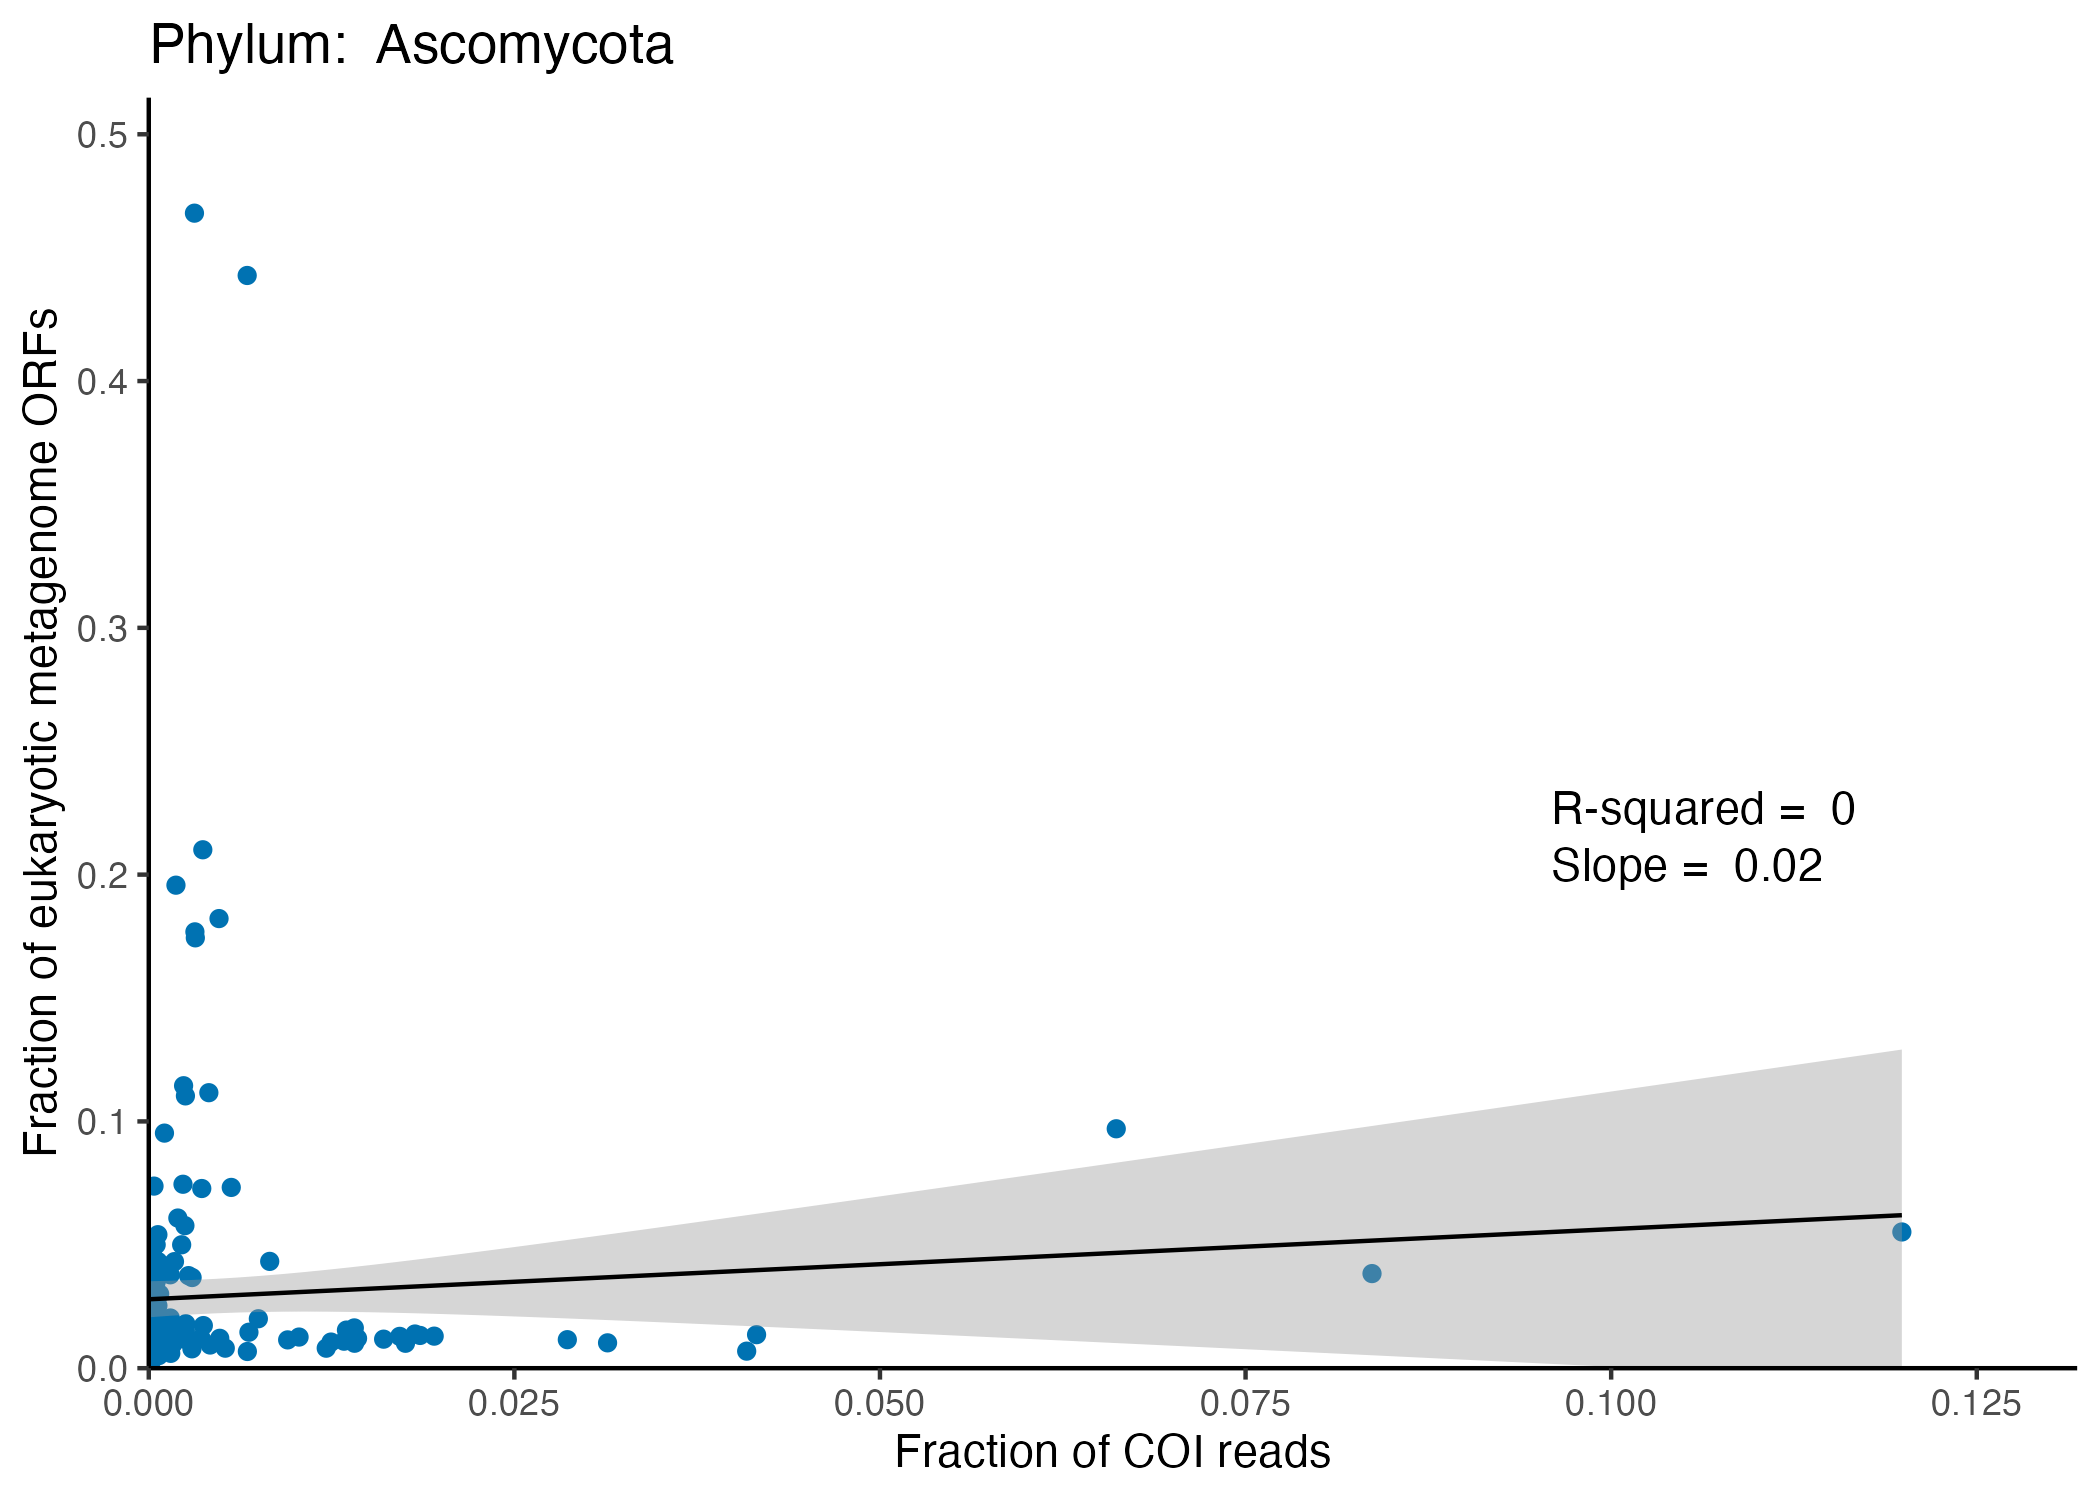 Phylum:  Ascomycota
Fraction of eukaryotic metagenome ORFs
0.5
0.4
0.3
0.2
0.1
0.0
R-squared =  0
Slope =  0.02
0.000 0.025 0.050 0.075 0.100 0.125
Fraction of COI reads